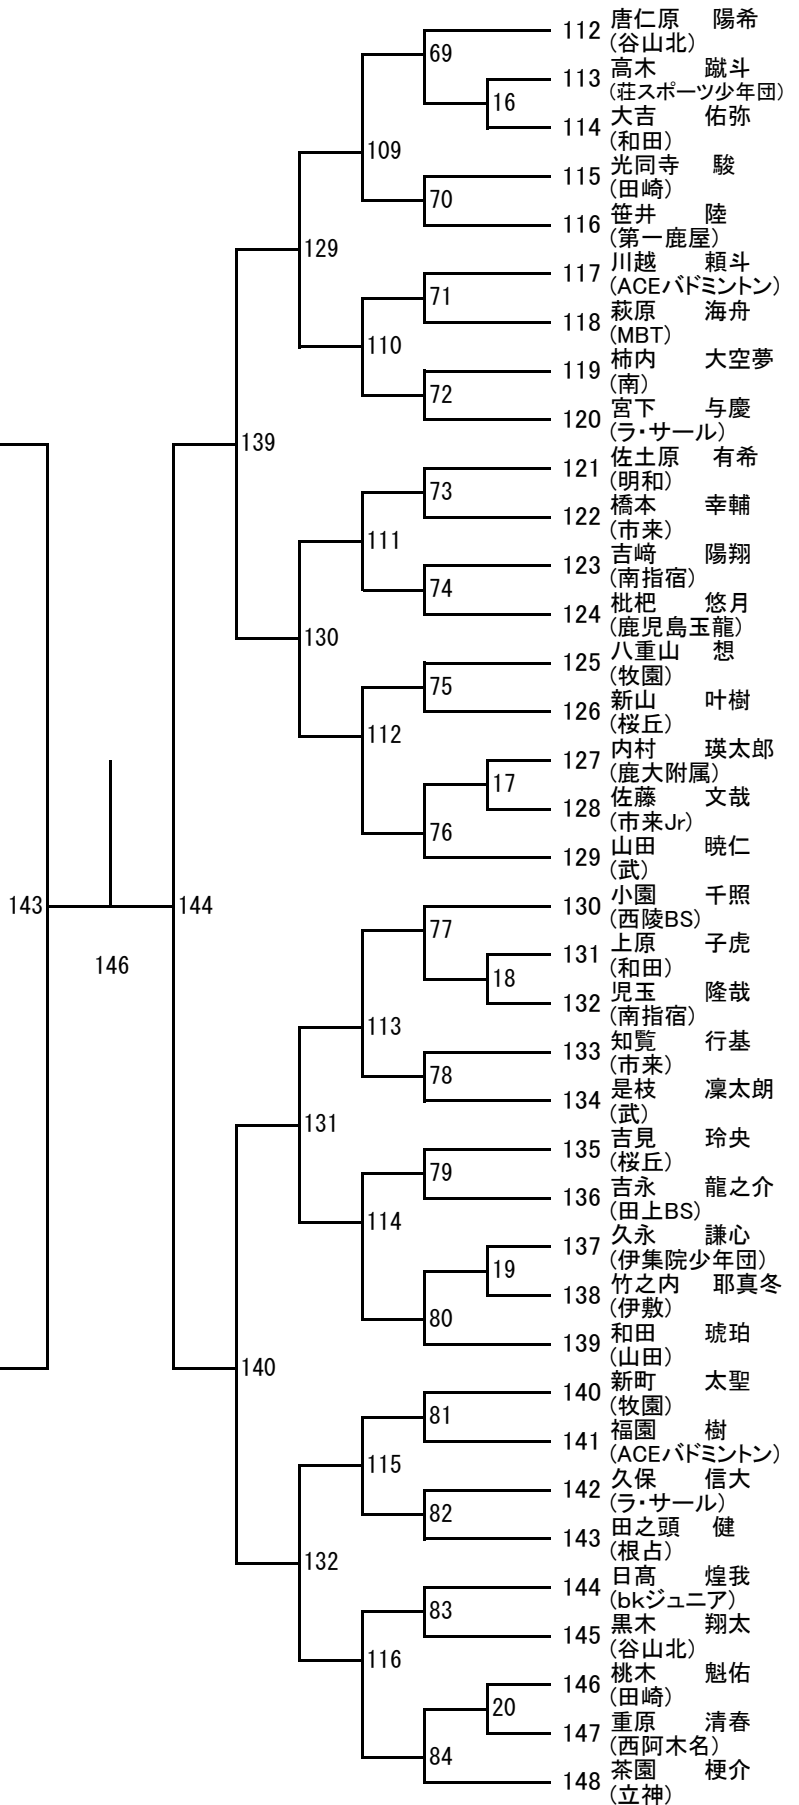 112 唐仁原 陽希
(谷山北)
69
113 高木 蹴斗
(荘スポーツ少年団)
16
114 大吉 佑弥
(和田)
109
115 光同寺 駿
(田崎)
70
116 笹井 陸
(第一鹿屋)
129
117 川越 頼斗
(ACEバドミントン)
71
118 萩原 海舟
(MBT)
110
119 柿内 大空夢
(南)
72
120 宮下 与慶
(ラ・サール)
139
121 佐土原 有希
(明和)
73
122 橋本 幸輔
(市来)
111
123 吉﨑 陽翔
(南指宿)
74
124 枇杷 悠月
(鹿児島玉龍)
130
125 八重山 想
(牧園)
75
126 新山 叶樹
(桜丘)
112
127 内村 瑛太郎
(鹿大附属)
17
128 佐藤 文哉
(市来Jr)
76
129 山田 暁仁
(武)
143
144
146
130 小園 千照
(西陵BS)
77
131 上原 子虎
(和田)
18
132 児玉 隆哉
(南指宿)
113
133 知覧 行基
(市来)
78
134 是枝 凜太朗
(武)
131
135 吉見 玲央
(桜丘)
79
136 吉永 龍之介
(田上BS)
114
137 久永 謙心
(伊集院少年団)
19
138 竹之内 耶真冬
(伊敷)
80
139 和田 琥珀
(山田)
140
140 新町 太聖
(牧園)
81
141 福園 樹
(ACEバドミントン)
115
142 久保 信大
(ラ・サール)
82
143 田之頭 健
(根占)
132
144 日髙 煌我
(bkジュニア)
83
145 黒木 翔太
(谷山北)
116
146 桃木 魁佑
(田崎)
20
147 重原 清春
(西阿木名)
84
148 茶園 梗介
(立神)